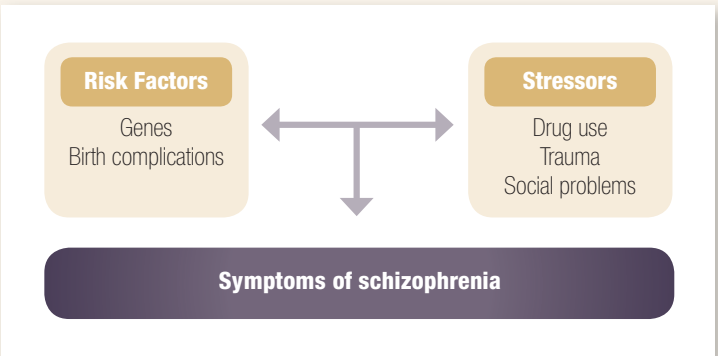 Risk Factors
Genes
Birth complications
Stressors
Drug use
Trauma
Social problems
Symptoms of schizophrenia